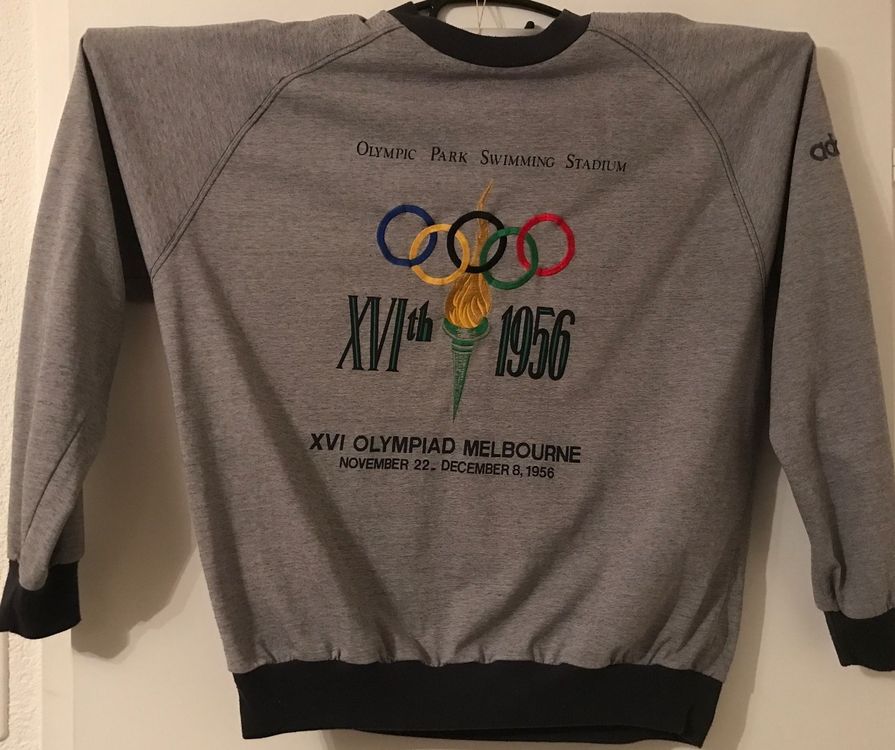 OLYMPIC PARK SWIMMING STADIUM
XVIth 1956
XVI OLYMPIAD MELBOURNE
NOVEMBER 22. DECEMBER 8, 1956